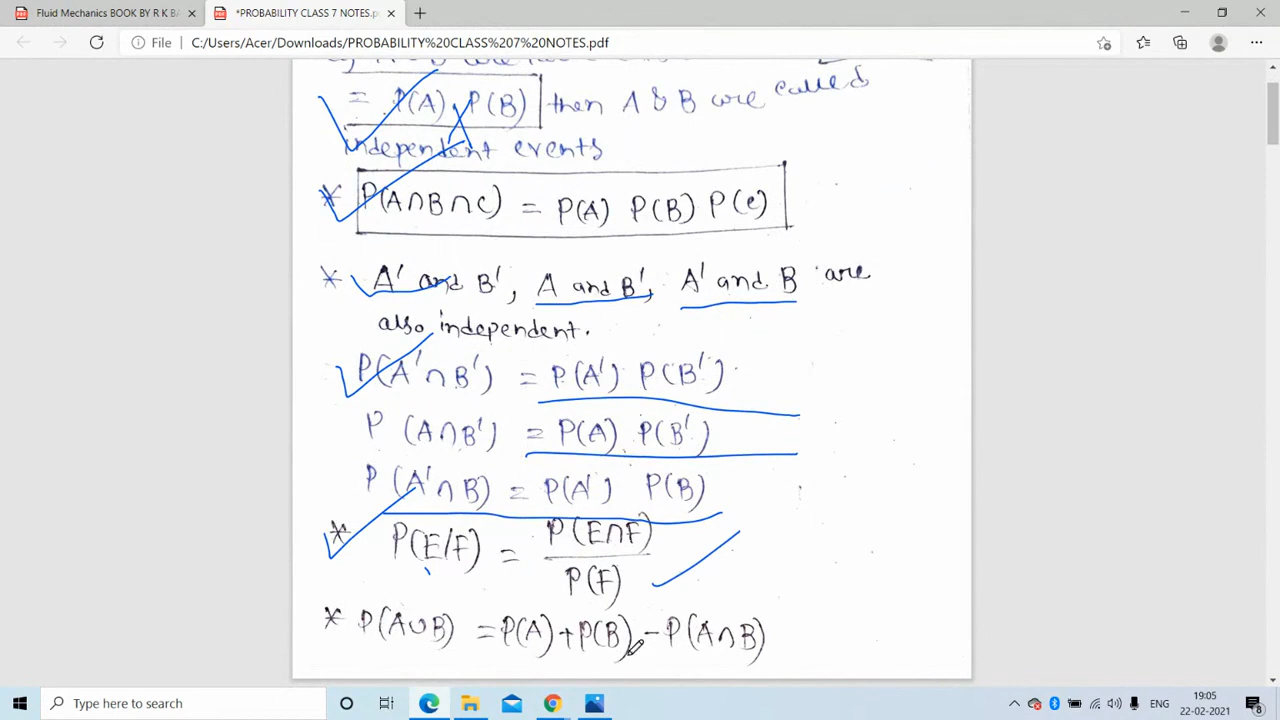 Fluid Mechanics BOOK BY R K BA
*PROBABILITY CLASS 7 NOTES.p
File C:/Users/Acer/Downloads/PROBABILITY%20CLASS%207%20NOTES.pdf
= P(A) P(B) then A & B are called
independent events
* P(A∩B∩C) = P(A) P(B) P(C)
* A' and B', A and B', A' and B are
also independent.
P(A'∩B') = P(A') P(B')
P (A∩B') = P(A) P(B')
P (A'∩B) = P(A') P(B)
* P(E/F) = P(E∩F)
P(F)
* P(A∪B) = P(A)+P(B)-P(A∩B)
Type here to search
ENG
19:05
22-02-2021
8